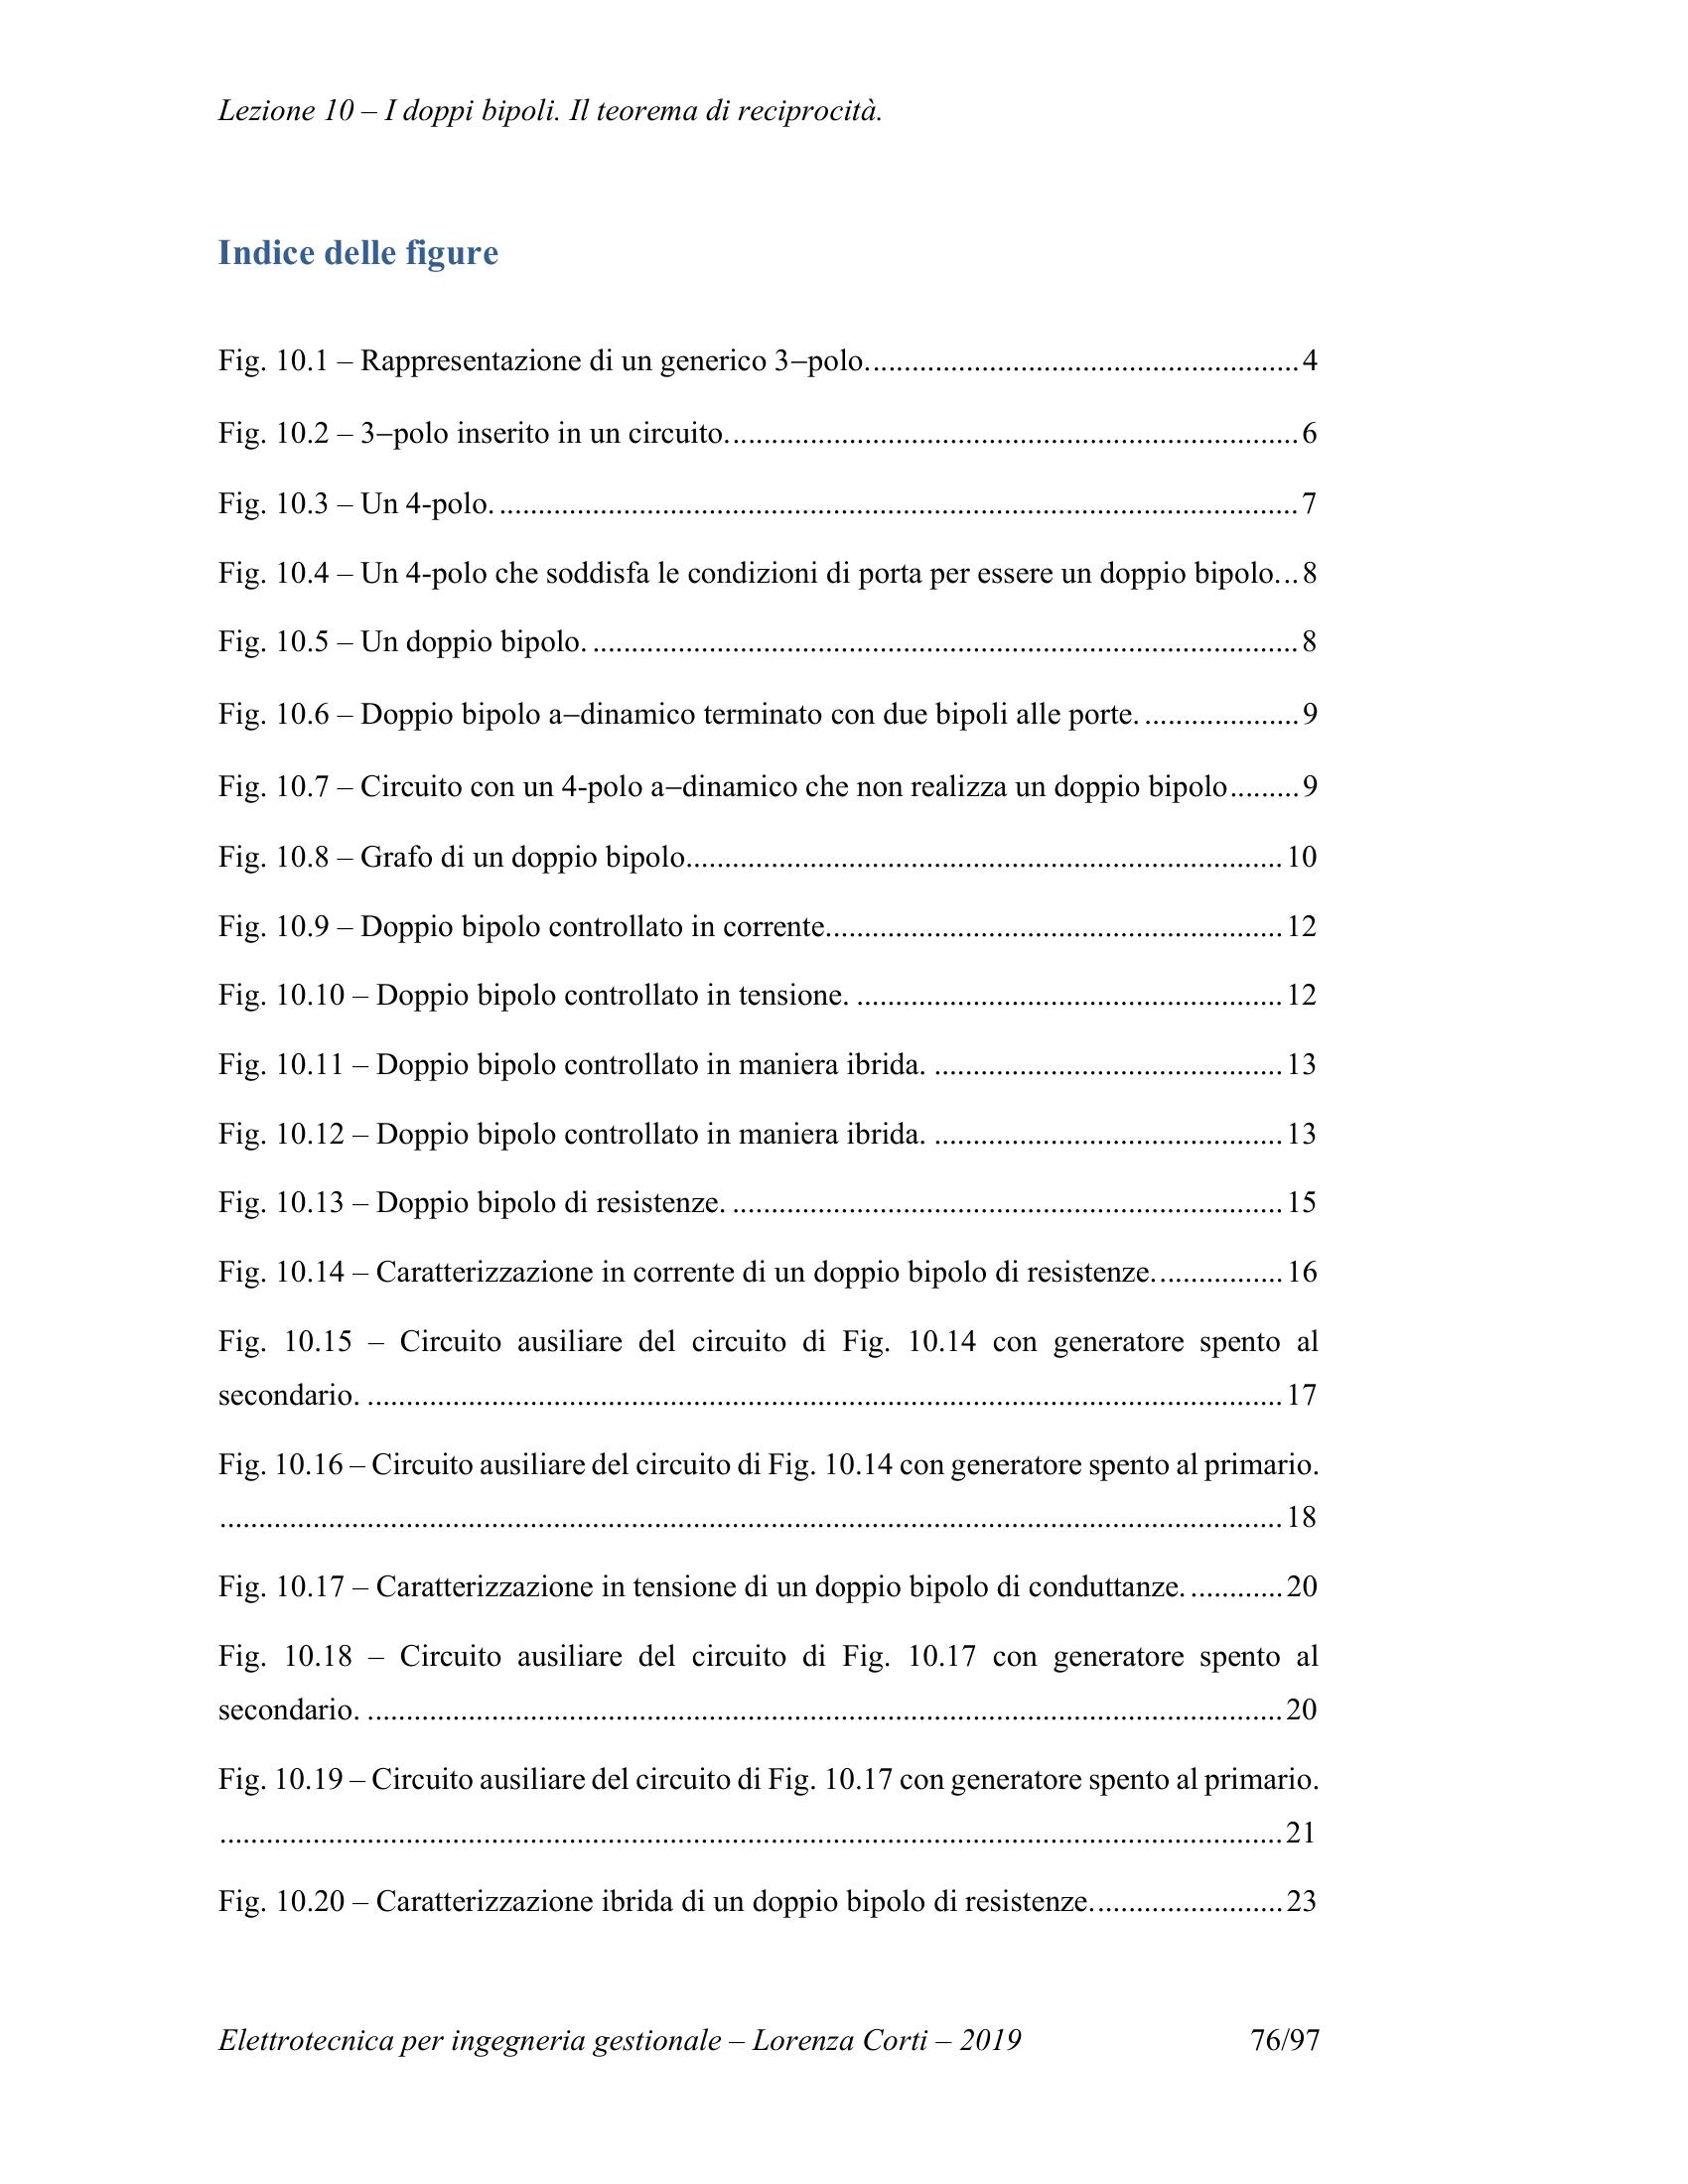 Lezione 10 – I doppi bipoli. Il teorema di reciprocità.
Indice delle figure
Fig. 10.1 – Rappresentazione di un generico 3–polo. 4
Fig. 10.2 – 3–polo inserito in un circuito. 6
Fig. 10.3 – Un 4-polo. 7
Fig. 10.4 – Un 4-polo che soddisfa le condizioni di porta per essere un doppio bipolo. 8
Fig. 10.5 – Un doppio bipolo. 8
Fig. 10.6 – Doppio bipolo a–dinamico terminato con due bipoli alle porte. 9
Fig. 10.7 – Circuito con un 4-polo a–dinamico che non realizza un doppio bipolo 9
Fig. 10.8 – Grafo di un doppio bipolo. 10
Fig. 10.9 – Doppio bipolo controllato in corrente. 12
Fig. 10.10 – Doppio bipolo controllato in tensione. 12
Fig. 10.11 – Doppio bipolo controllato in maniera ibrida. 13
Fig. 10.12 – Doppio bipolo controllato in maniera ibrida. 13
Fig. 10.13 – Doppio bipolo di resistenze. 15
Fig. 10.14 – Caratterizzazione in corrente di un doppio bipolo di resistenze. 16
Fig. 10.15 – Circuito ausiliare del circuito di Fig. 10.14 con generatore spento al
secondario. 17
Fig. 10.16 – Circuito ausiliare del circuito di Fig. 10.14 con generatore spento al primario.
18
Fig. 10.17 – Caratterizzazione in tensione di un doppio bipolo di conduttanze. 20
Fig. 10.18 – Circuito ausiliare del circuito di Fig. 10.17 con generatore spento al
secondario. 20
Fig. 10.19 – Circuito ausiliare del circuito di Fig. 10.17 con generatore spento al primario.
21
Fig. 10.20 – Caratterizzazione ibrida di un doppio bipolo di resistenze. 23
Elettrotecnica per ingegneria gestionale – Lorenza Corti – 2019 76/97